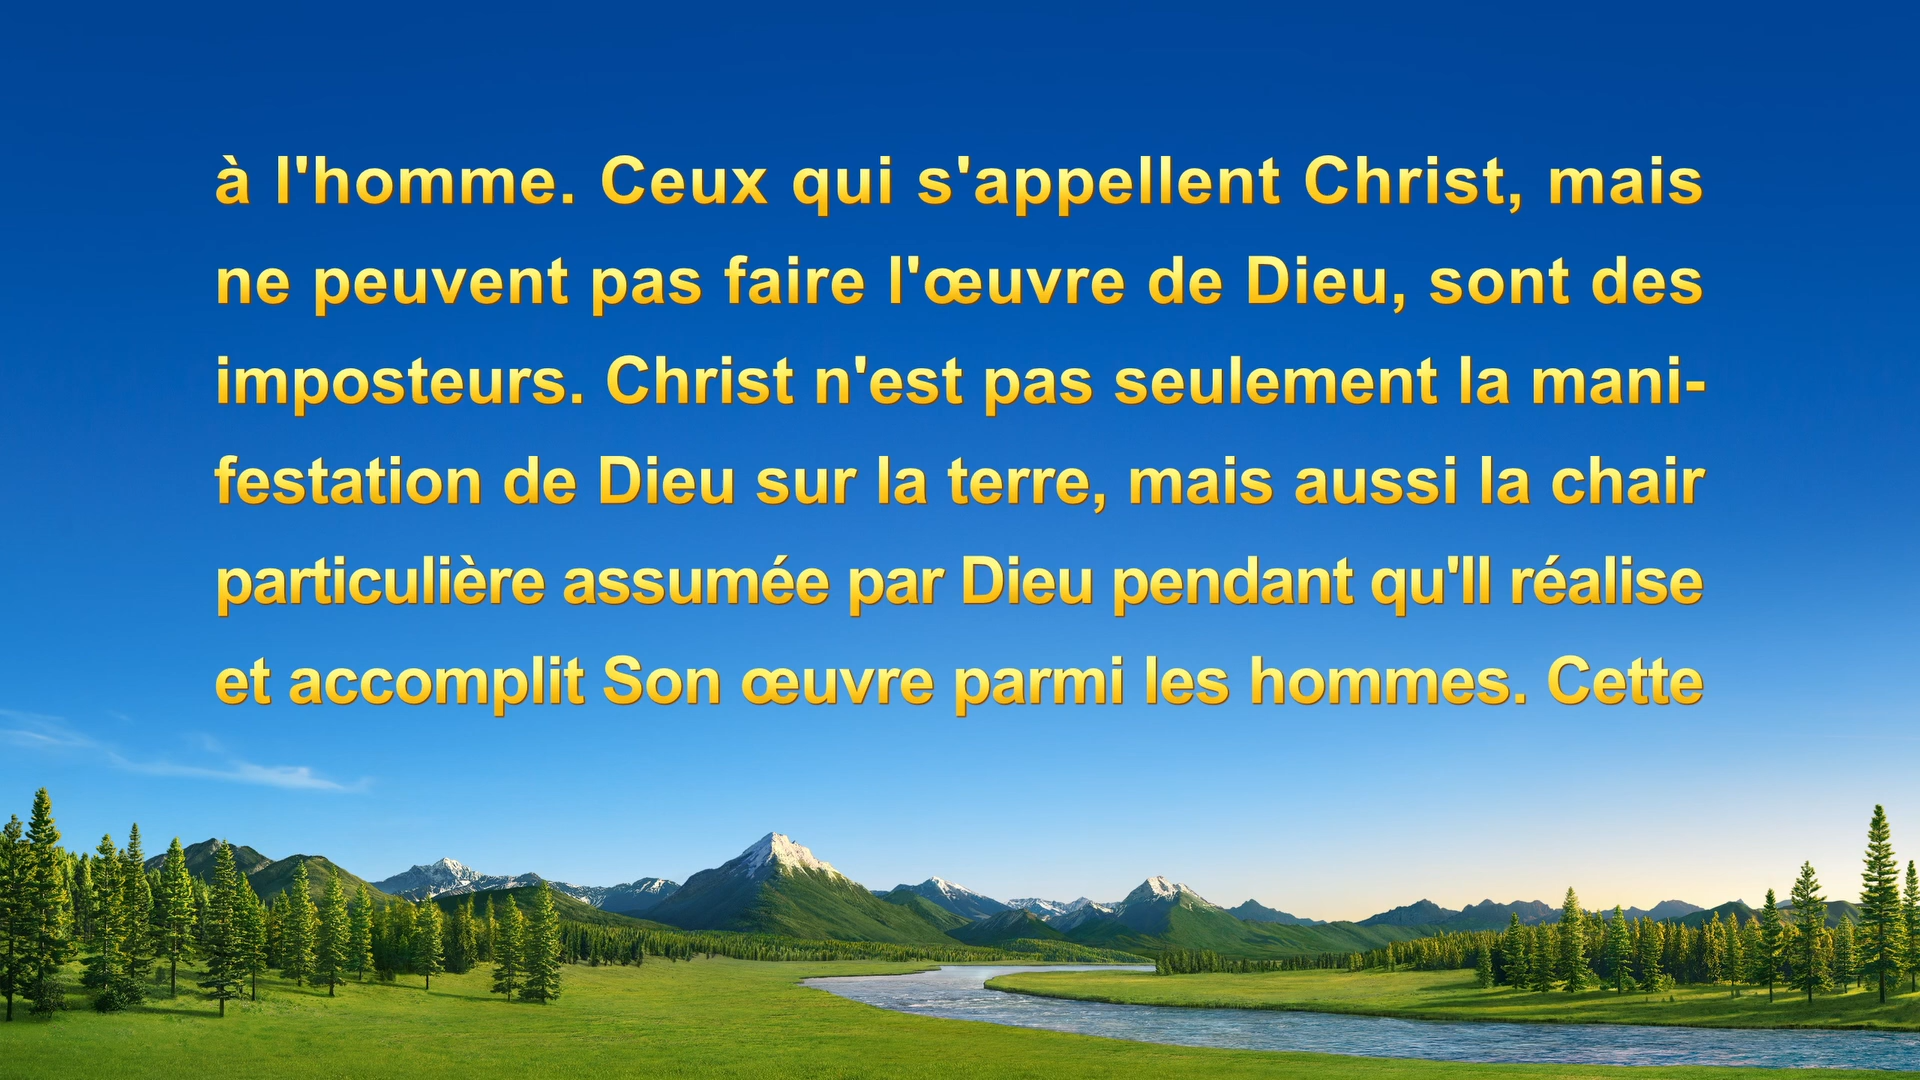 à l'homme. Ceux qui s'appellent Christ, mais
ne peuvent pas faire l'œuvre de Dieu, sont des
imposteurs. Christ n'est pas seulement la mani-
festation de Dieu sur la terre, mais aussi la chair
particulière assumée par Dieu pendant qu'Il réalise
et accomplit Son œuvre parmi les hommes. Cette